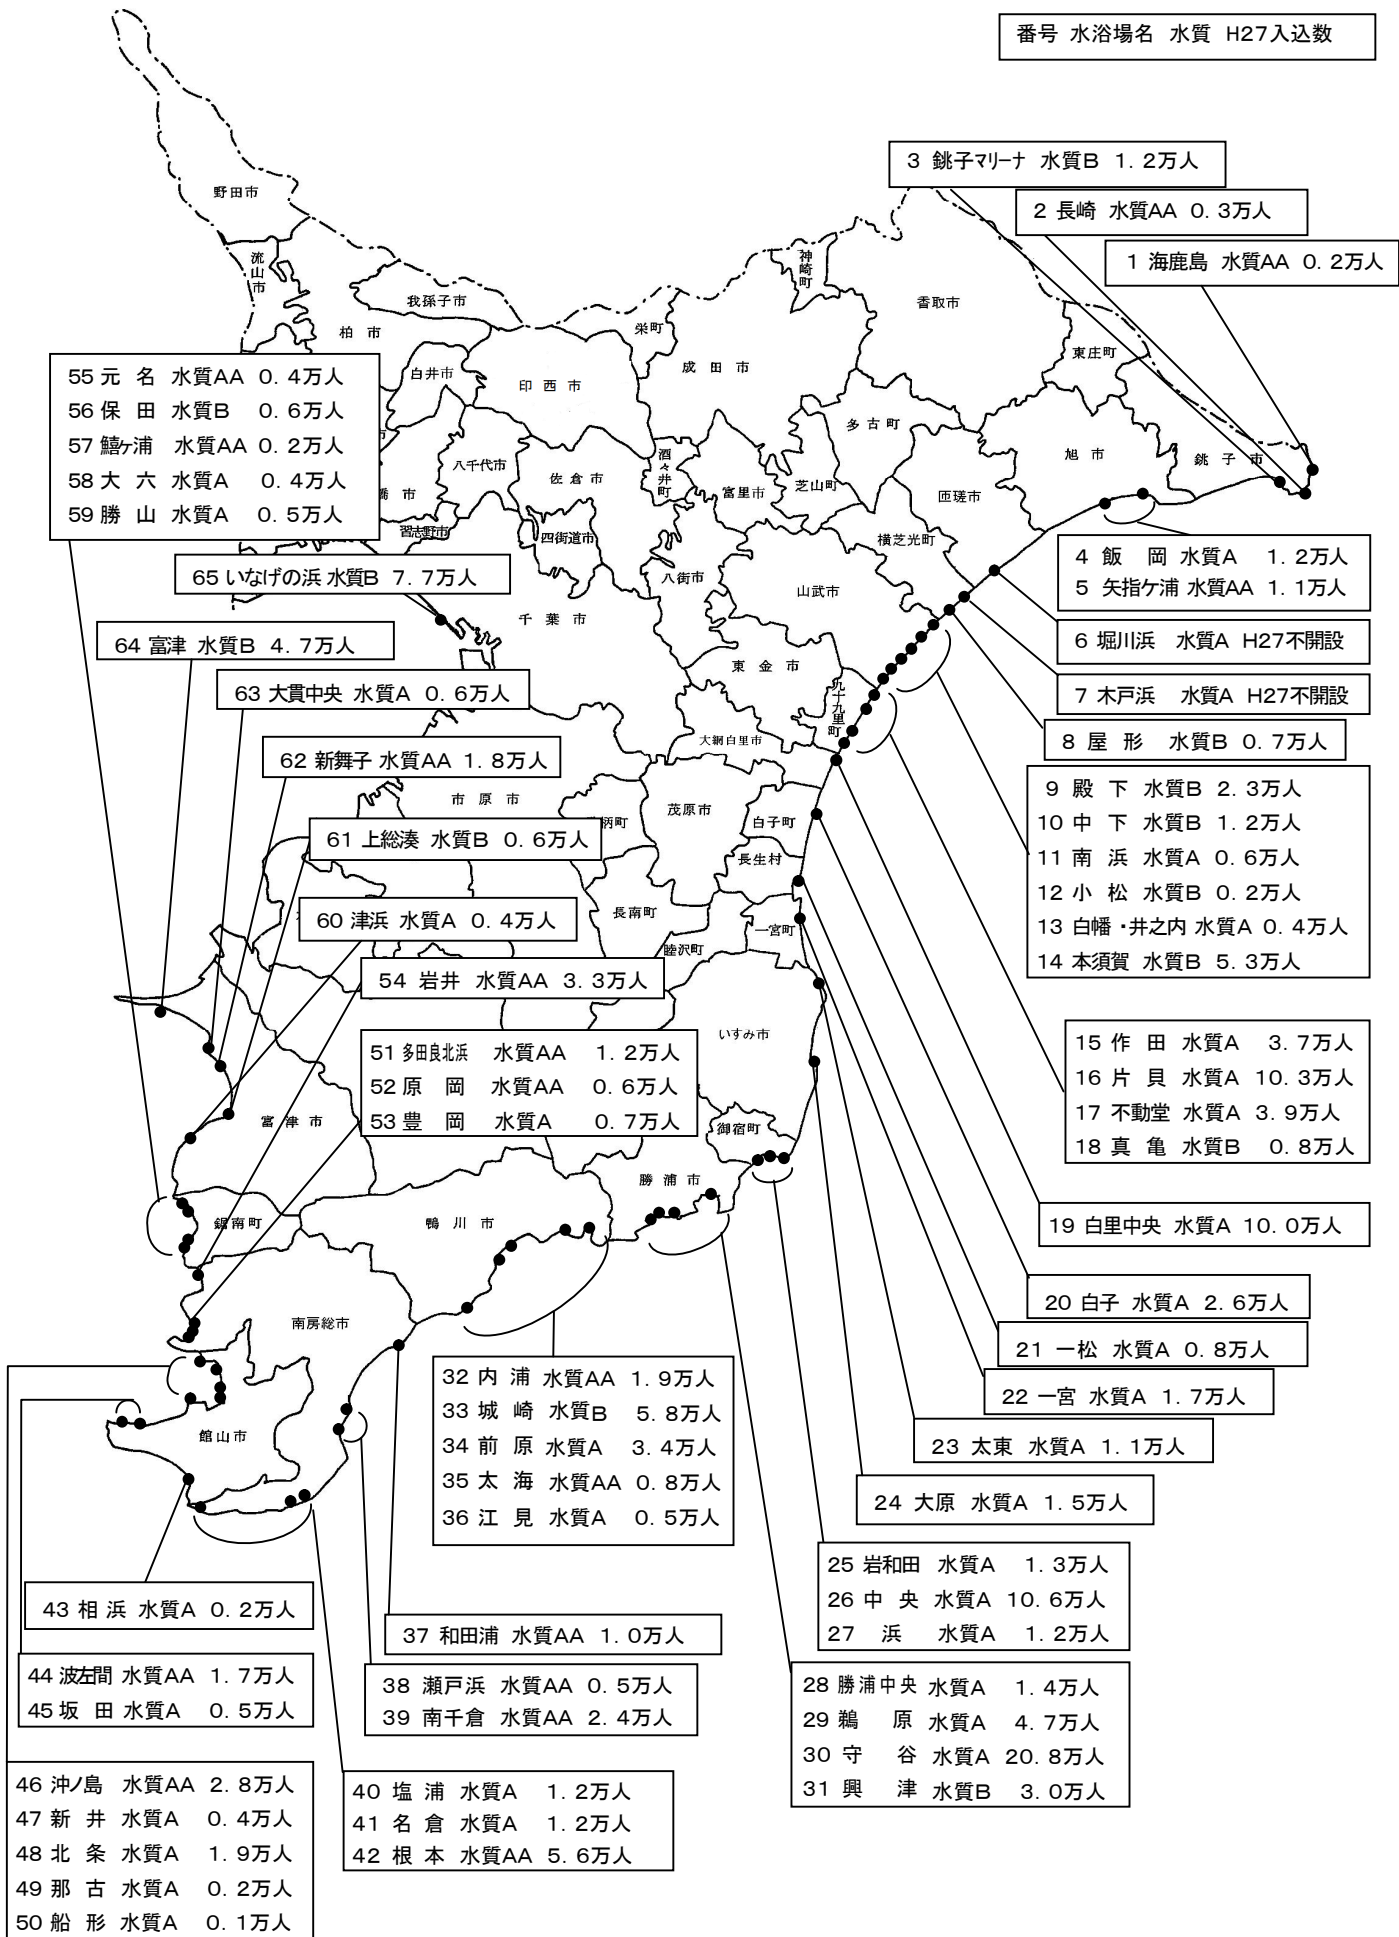 番号 水浴場名 水質 H27入込数
3 銚子マリーナ 水質B 1.2万人
2 長崎 水質AA 0.3万人
1 海鹿島 水質AA 0.2万人
野田市
流山市
我孫子市
柏市
神崎町
香取市
栄町
成田市
東庄町
55 元名 水質AA 0.4万人
56 保田 水質B 0.6万人
57 鱚ヶ浦 水質AA 0.2万人
58 大六 水質A 0.4万人
59 勝山 水質A 0.5万人
白井市
印西市
多古町
旭市
銚子市
八千代市
佐倉市
酒々井町
富里市
芝山町
匝瑳市
橋市
習志野市
四街道市
横芝光町
八街市
山武市
4 飯岡 水質A 1.2万人
5 矢指ケ浦 水質AA 1.1万人
65 いなげの浜 水質B 7.7万人
千葉市
6 堀川浜 水質A H27不開設
64 富津 水質B 4.7万人
東金市
63 大貫中央 水質A 0.6万人
九十九里町
7 木戸浜 水質A H27不開設
大網白里市
8 屋形 水質B 0.7万人
62 新舞子 水質AA 1.8万人
9 殿下 水質B 2.3万人
10 中下 水質B 1.2万人
11 南浜 水質A 0.6万人
12 小松 水質B 0.2万人
13 白幡・井之内 水質A 0.4万人
14 本須賀 水質B 5.3万人
市原市
茂原市
柄町
白子町
61 上総湊 水質B 0.6万人
長生村
長南町
60 津浜 水質A 0.4万人
一宮町
睦沢町
54 岩井 水質AA 3.3万人
いすみ市
15 作田 水質A 3.7万人
16 片貝 水質A 10.3万人
17 不動堂 水質A 3.9万人
18 真亀 水質B 0.8万人
51 多田良北浜 水質AA 1.2万人
52 原岡 水質AA 0.6万人
53 豊岡 水質A 0.7万人
富津市
御宿町
勝浦市
鋸南町
鴨川市
19 白里中央 水質A 10.0万人
20 白子 水質A 2.6万人
南房総市
21 一松 水質A 0.8万人
22 一宮 水質A 1.7万人
32 内浦 水質AA 1.9万人
33 城崎 水質B 5.8万人
34 前原 水質A 3.4万人
35 太海 水質AA 0.8万人
36 江見 水質A 0.5万人
館山市
23 太東 水質A 1.1万人
24 大原 水質A 1.5万人
25 岩和田 水質A 1.3万人
26 中央 水質A 10.6万人
27 浜 水質A 1.2万人
43 相浜 水質A 0.2万人
37 和田浦 水質AA 1.0万人
44 波左間 水質AA 1.7万人
45 坂田 水質A 0.5万人
38 瀬戸浜 水質AA 0.5万人
39 南千倉 水質AA 2.4万人
28 勝浦中央 水質A 1.4万人
29 鵜原 水質A 4.7万人
30 守谷 水質A 20.8万人
31 興津 水質B 3.0万人
46 沖ノ島 水質AA 2.8万人
47 新井 水質A 0.4万人
48 北条 水質A 1.9万人
49 那古 水質A 0.2万人
50 船形 水質A 0.1万人
40 塩浦 水質A 1.2万人
41 名倉 水質A 1.2万人
42 根本 水質AA 5.6万人